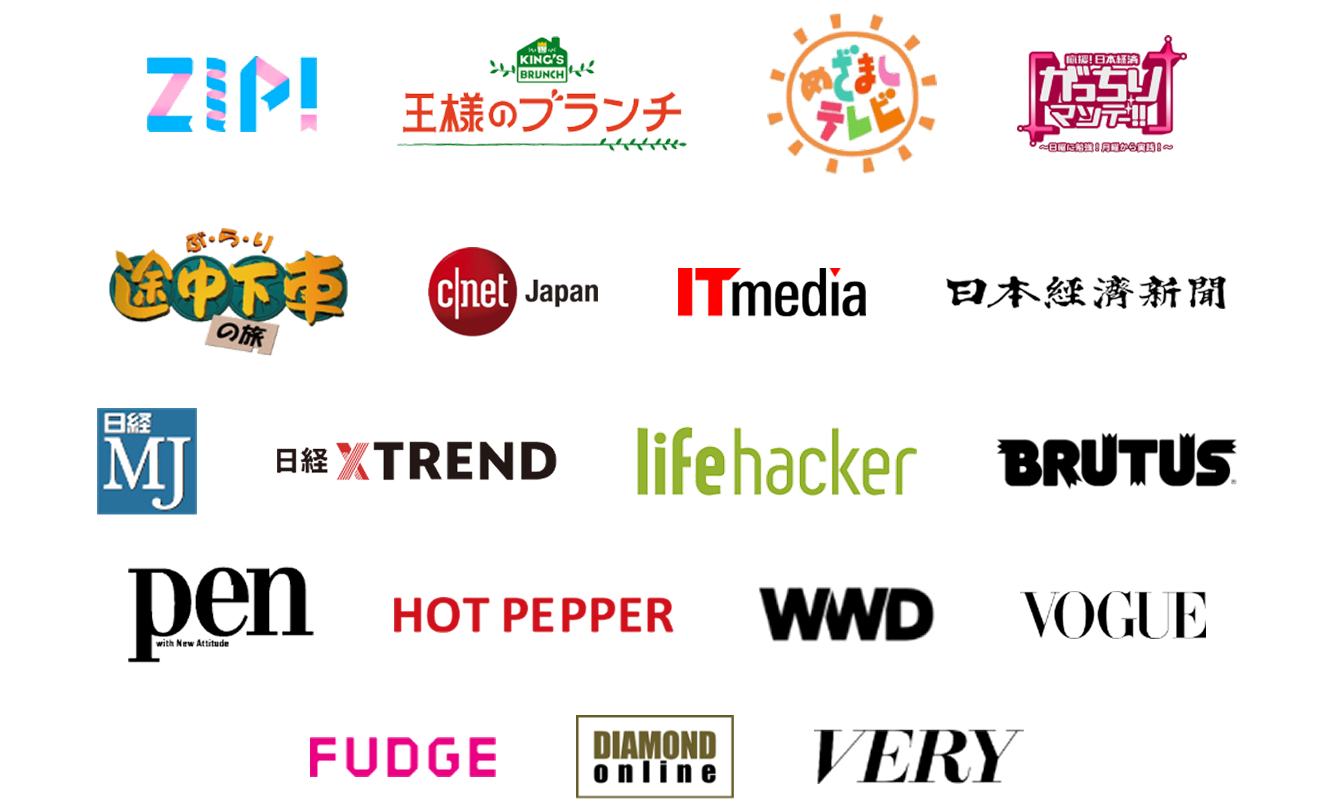 ZIP!
KING'S
BRUNCH
王様のブランチ
めざまし
テレビ
応援!日本経済
がっちり
マンデー!!
～日曜に勉強!月曜から実践!～
ぶ・ら・り
途中下車
の旅
c|net Japan
ITmedia
日本經濟新聞
日経
MJ
日経 XTREND
lifehacker
BRUTUS®
pen
with New Attitude
HOT PEPPER
WWD
VOGUE
FUDGE
DIAMOND
online
VERY